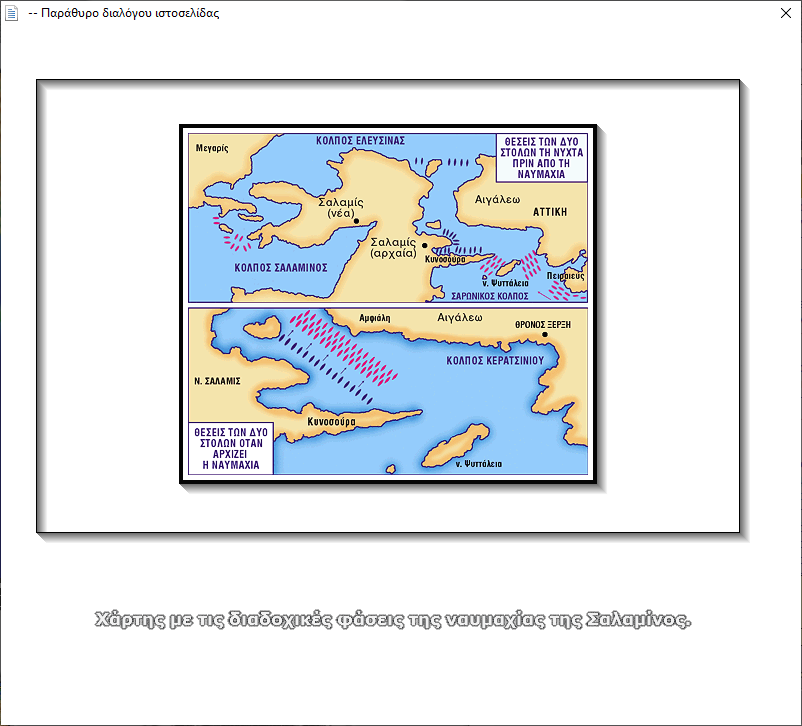 -- Παράθυρο διαλόγου ιστοσελίδας
ΚΟΛΠΟΣ ΕΛΕΥΣΙΝΑΣ
Μεγαρίς
ΘΕΣΕΙΣ ΤΩΝ ΔΥΟ
ΣΤΟΛΩΝ ΤΗ ΝΥΧΤΑ
ΠΡΙΝ ΑΠΟ ΤΗ
ΝΑΥΜΑΧΙΑ
Αιγάλεω
ΑΤΤΙΚΗ
Σαλαμίς
(νέα)
Σαλαμίς
(αρχαία)
Κυνοσούρα
ΚΟΛΠΟΣ ΣΑΛΑΜΙΝΟΣ
Πειραιεύς
ν. Ψυττάλεια
ΣΑΡΩΝΙΚΟΣ ΚΟΛΠΟΣ
Αμφιάλη
Αιγάλεω
ΘΡΟΝΟΣ ΞΕΡΞΗ
ΚΟΛΠΟΣ ΚΕΡΑΤΣΙΝΙΟΥ
Ν. ΣΑΛΑΜΙΣ
Κυνοσούρα
ΘΕΣΕΙΣ ΤΩΝ ΔΥΟ
ΣΤΟΛΩΝ ΟΤΑΝ
ΑΡΧΙΖΕΙ
Η ΝΑΥΜΑΧΙΑ
ν. Ψυττάλεια
Χάρτης με τις διαδοχικές φάσεις της ναυμαχίας της Σαλαμίνος.